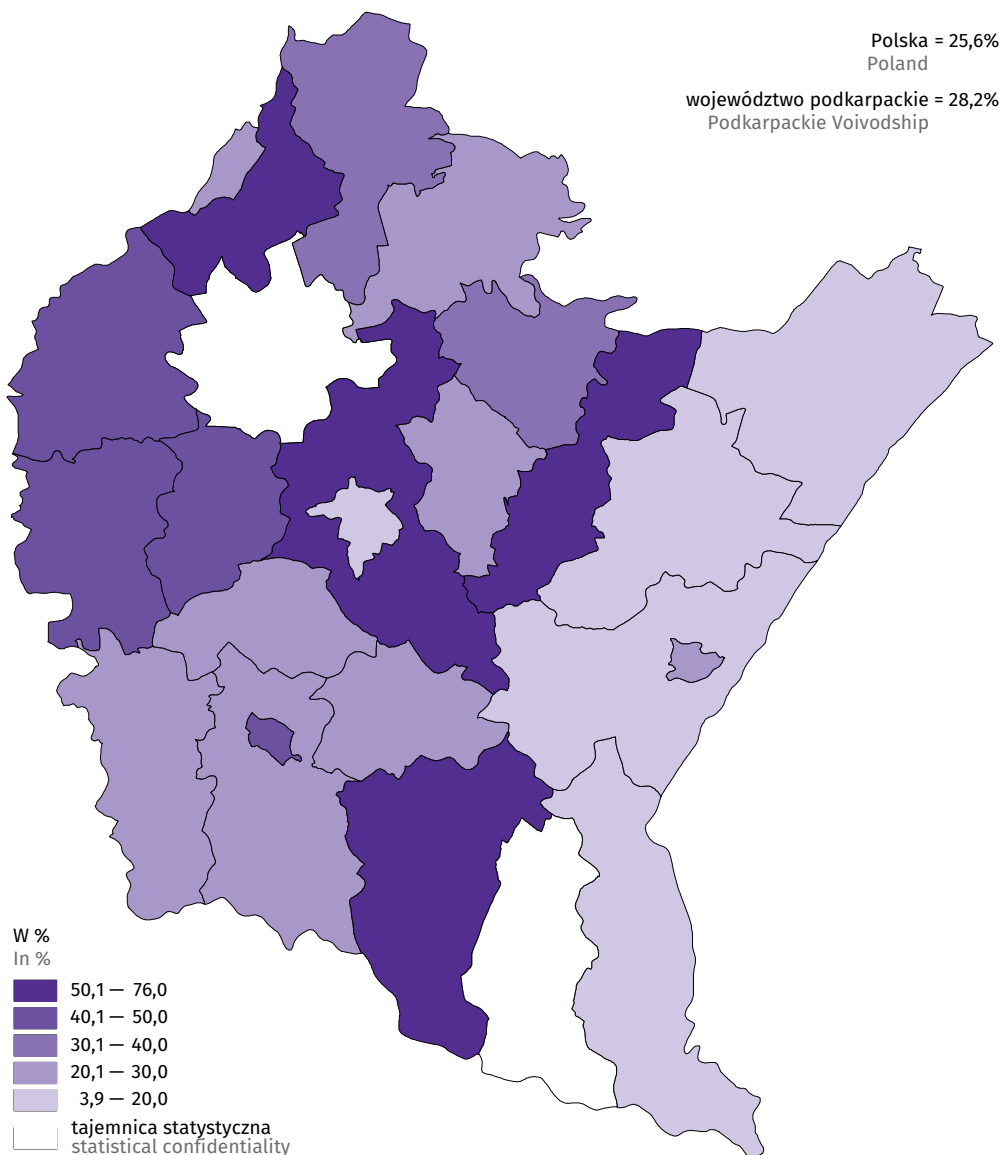 Polska = 25,6%
Poland
województwo podkarpackie = 28,2%
Podkarpackie Voivodship
W %
In %
50,1 — 76,0
40,1 — 50,0
30,1 — 40,0
20,1 — 30,0
3,9 — 20,0
tajemnica statystyczna
statistical confidentiality